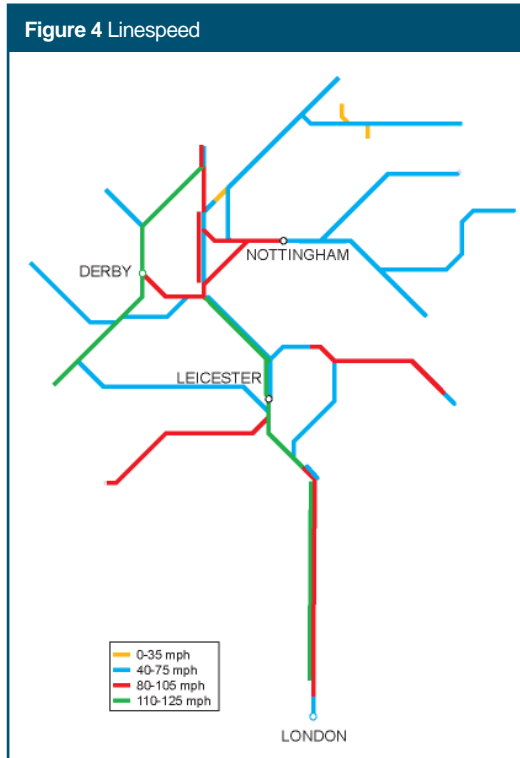 Figure 4 Linespeed
NOTTINGHAM
DERBY
LEICESTER
0-35 mph
40-75 mph
80-105 mph
110-125 mph
LONDON